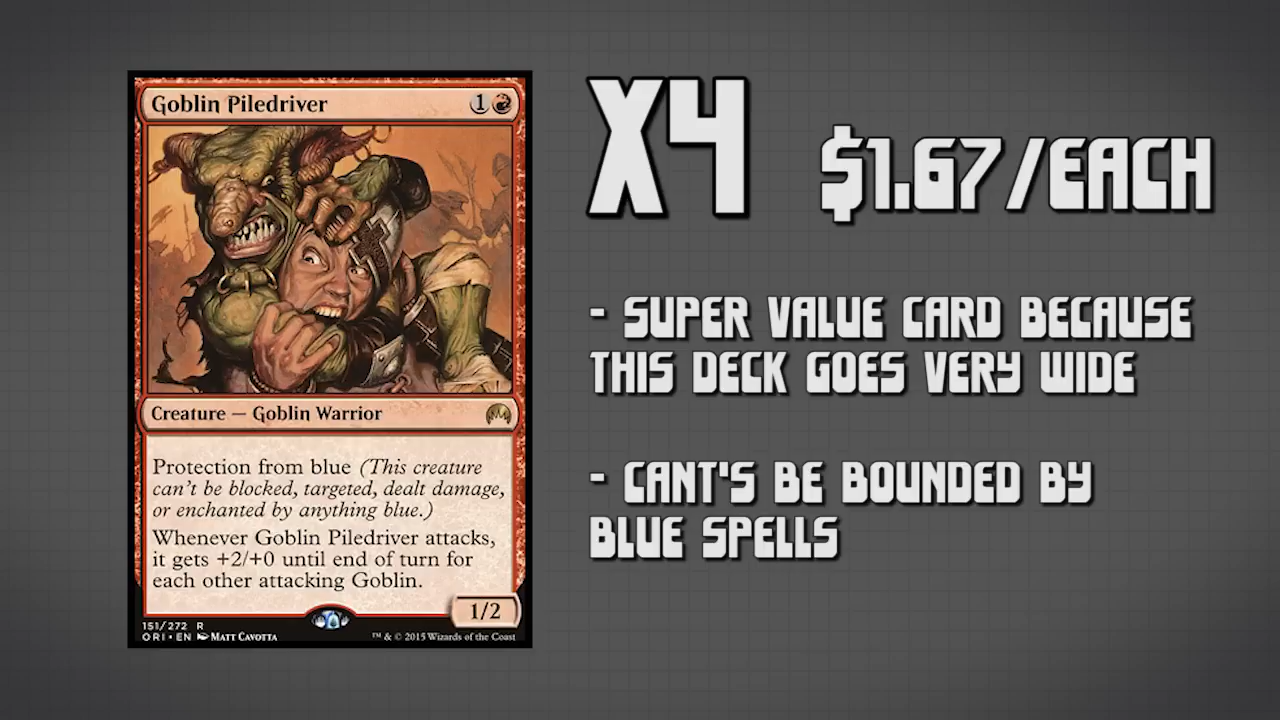 Goblin Piledriver 1
X4 $1.67/EACH
- SUPER VALUE CARD BECAUSE
THIS DECK GOES VERY WIDE
- CANT'S BE BOUNDED BY
BLUE SPELLS
Creature — Goblin Warrior
Protection from blue (This creature
can't be blocked, targeted, dealt damage,
or enchanted by anything blue.)
Whenever Goblin Piledriver attacks,
it gets +2/+0 until end of turn for
each other attacking Goblin.
1/2
151/272 R
ORI • EN MATT CAVOTTA
™ & © 2015 Wizards of the Coast